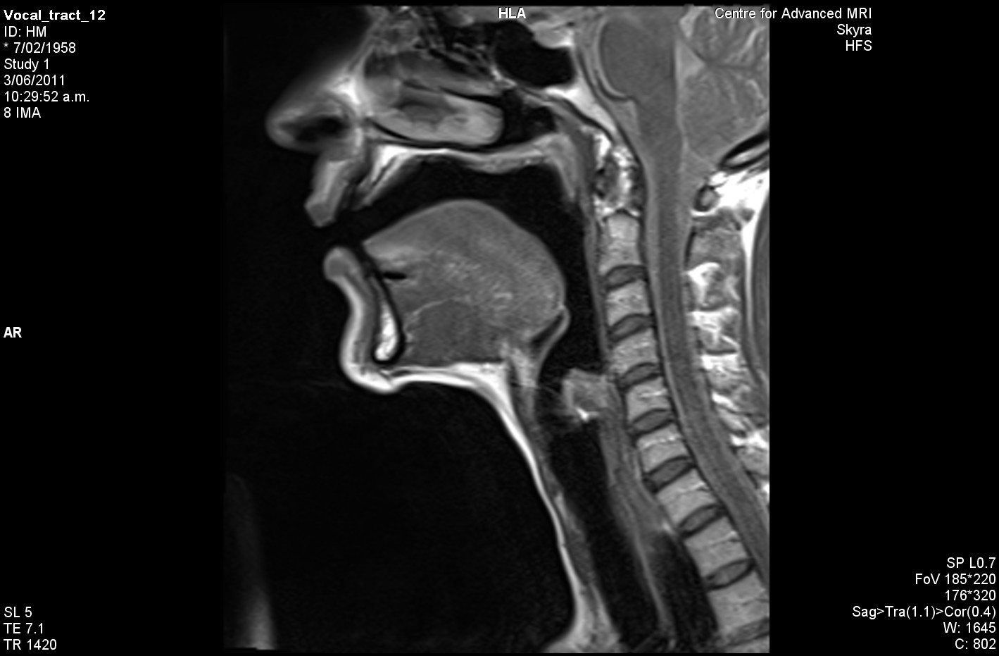 Vocal_tract_12
ID: HM
* 7/02/1958
Study 1
3/06/2011
10:29:52 a.m.
8 IMA
HLA
Centre for Advanced MRI
Skyra
HFS
AR
SL 5
TE 7.1
TR 1420
SP L0.7
FoV 185*220
176*320
Sag>Tra(1.1)>Cor(0.4)
W: 1645
C: 802